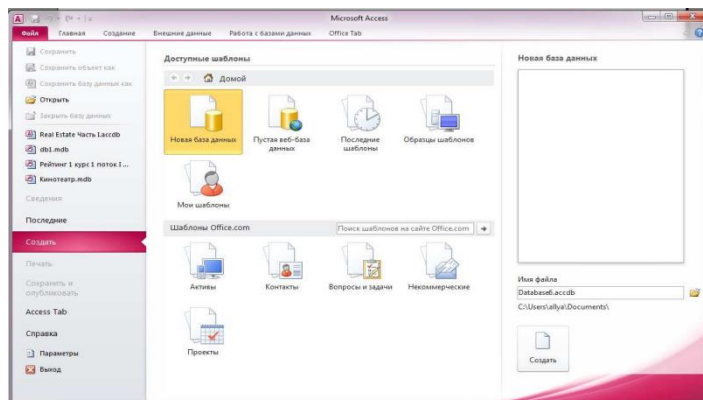 Microsoft Access
Файл Главная Создание Внешние данные Работа с базами данных Office Tab
Сохранить
Сохранить объект как
Сохранить базу данных как
Открыть
Закрыть базу данных
Real Estate Часть I.accdb
db1.mdb
Рейтинг 1 курс 1 поток I...
Кинотеатр.mdb
Сведения
Последние
Создать
Печать
Сохранить и
опубликовать
Access Tab
Справка
Параметры
Выход
Доступные шаблоны
Домой
Новая база данных
Пустая веб-база
данных
Последние
шаблоны
Образцы шаблонов
Мои шаблоны
Шаблоны Office.com
Поиск шаблонов на сайте Office.com
Активы
Контакты
Вопросы и задачи
Некоммерческие
Проекты
Новая база данных
Имя файла
Database6.accdb
C:\Users\allya\Documents\
Создать